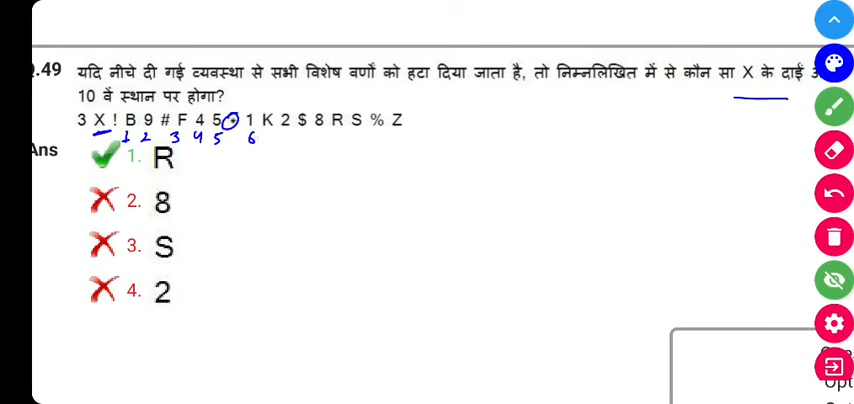 .49 यदि नीचे दी गई व्यवस्था से सभी विशेष वर्णों को हटा दिया जाता है, तो निम्नलिखित में से कौन सा X के दाईं
10 वें स्थान पर होगा?
3 X ! B 9 # F 4 5 * 1 K 2 $ 8 R S % Z
1 2 3 4 5 6
Ans
1. R
2. 8
3. S
4. 2